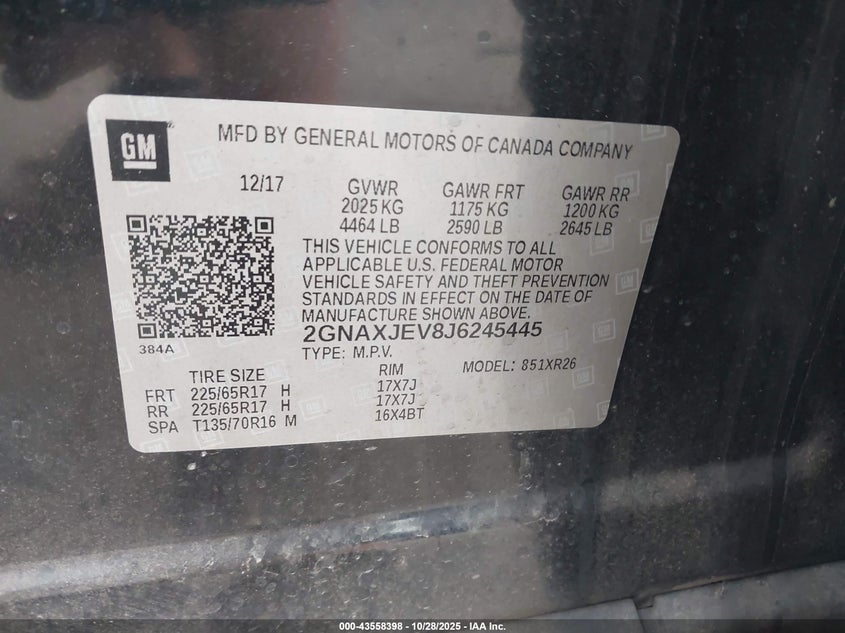 GM
MFD BY GENERAL MOTORS OF CANADA COMPANY
12/17 GVWR GAWR FRT GAWR RR
2025 KG 1175 KG 1200 KG
4464 LB 2590 LB 2645 LB
THIS VEHICLE CONFORMS TO ALL
APPLICABLE U.S. FEDERAL MOTOR
VEHICLE SAFETY AND THEFT PREVENTION
STANDARDS IN EFFECT ON THE DATE OF
MANUFACTURE SHOWN ABOVE.
2GNAXJEV8J6245445
384A
TYPE: M.P.V. MODEL: 851XR26
TIRE SIZE RIM
FRT 225/65R17 H 17X7J
RR 225/65R17 H 17X7J
SPA T135/70R16 M 16X4BT
000-43558398 - 10/28/2025 - IAA Inc.